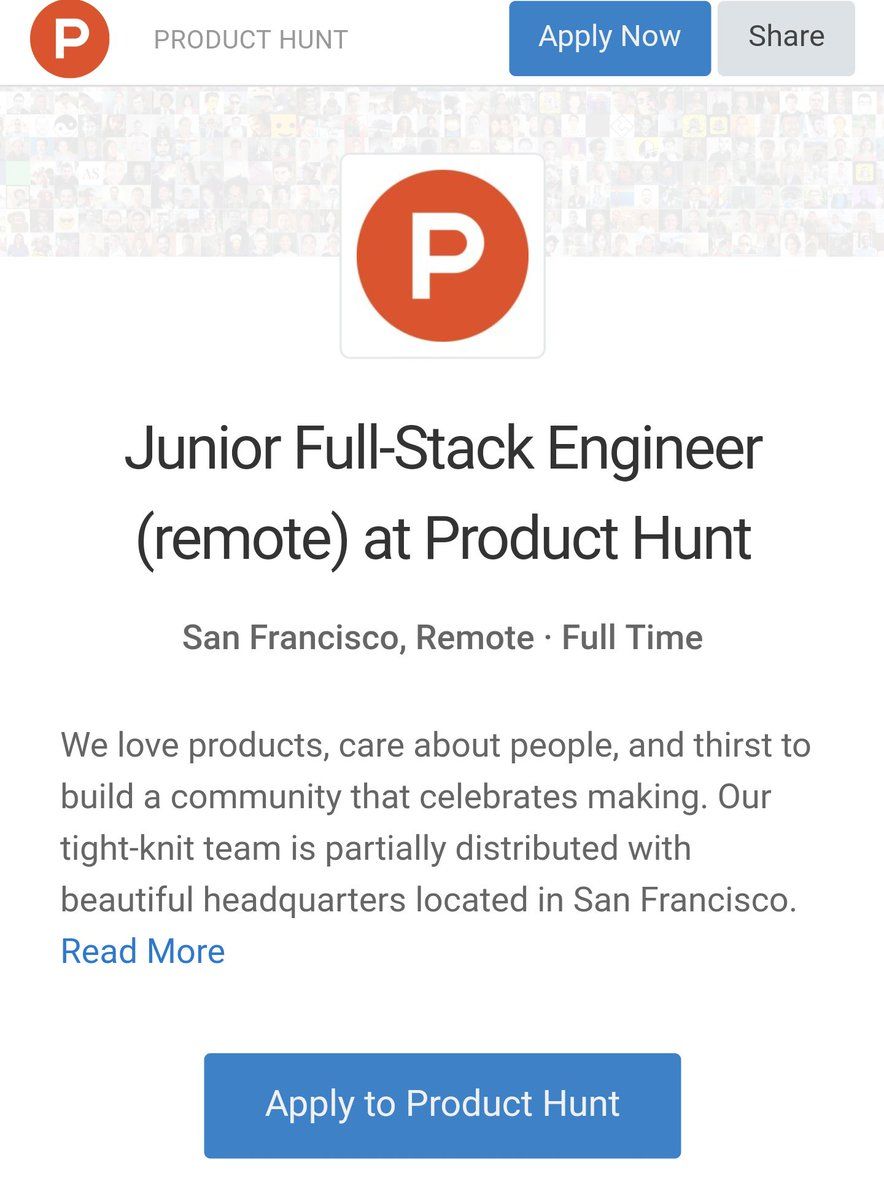 P PRODUCT HUNT Apply Now Share
P
Junior Full-Stack Engineer
(remote) at Product Hunt
San Francisco, Remote · Full Time
We love products, care about people, and thirst to
build a community that celebrates making. Our
tight-knit team is partially distributed with
beautiful headquarters located in San Francisco.
Read More
Apply to Product Hunt